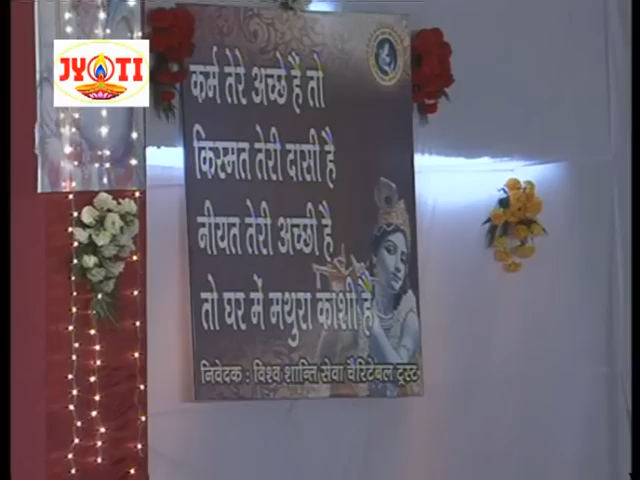 JYOTI
कर्म तेरे अच्छे हैं तो
किस्मत तेरी दासी है
नीयत तेरी अच्छी है
तो घर में मथुरा काशी है
निवेदक : विश्व शान्ति सेवा चैरिटेबल ट्रस्ट